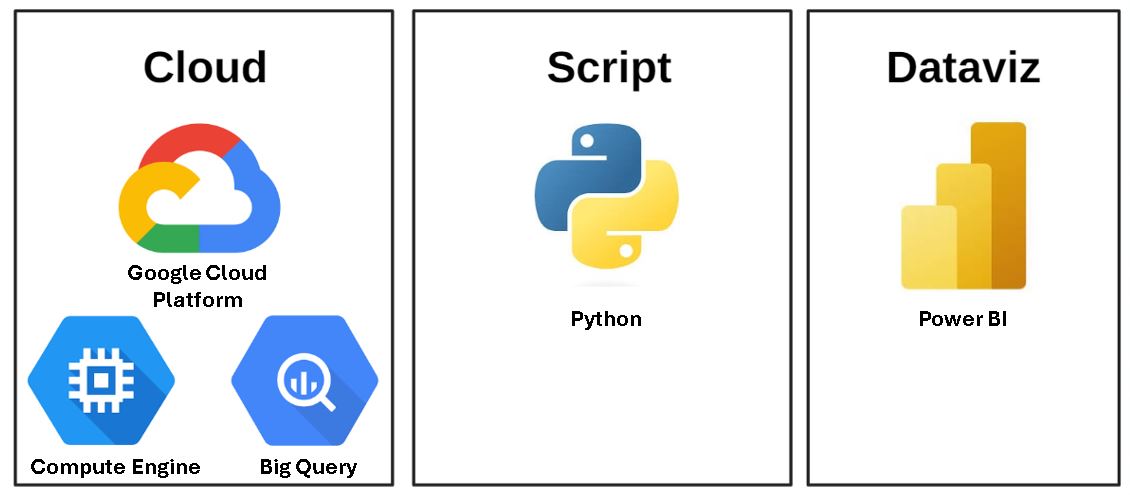 Cloud
Google Cloud
Platform
Compute Engine
Big Query
Script
Python
Dataviz
Power BI